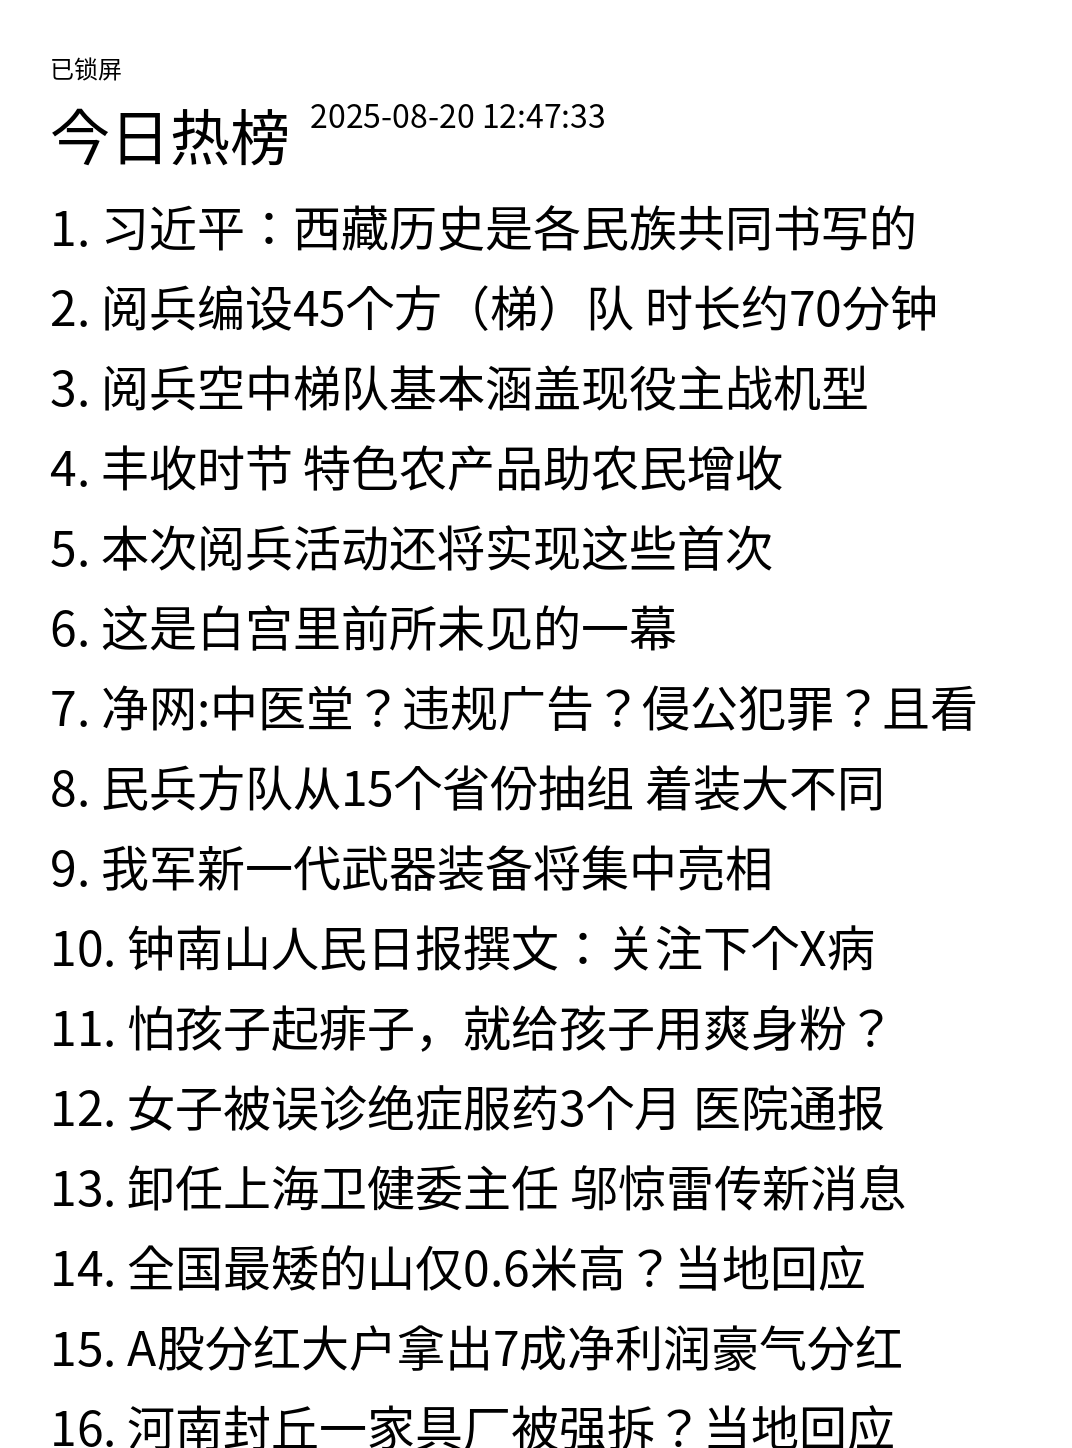 已锁屏
今日热榜 2025-08-20 12:47:33
1. 习近平：西藏历史是各民族共同书写的
2. 阅兵编设45个方（梯）队 时长约70分钟
3. 阅兵空中梯队基本涵盖现役主战机型
4. 丰收时节 特色农产品助农民增收
5. 本次阅兵活动还将实现这些首次
6. 这是白宫里前所未见的一幕
7. 净网:中医堂？违规广告？侵公犯罪？且看
8. 民兵方队从15个省份抽组 着装大不同
9. 我军新一代武器装备将集中亮相
10. 钟南山人民日报撰文：关注下个X病
11. 怕孩子起痱子，就给孩子用爽身粉？
12. 女子被误诊绝症服药3个月 医院通报
13. 卸任上海卫健委主任 邬惊雷传新消息
14. 全国最矮的山仅0.6米高？当地回应
15. A股分红大户拿出7成净利润豪气分红
16. 河南封丘一家具厂被强拆？当地回应